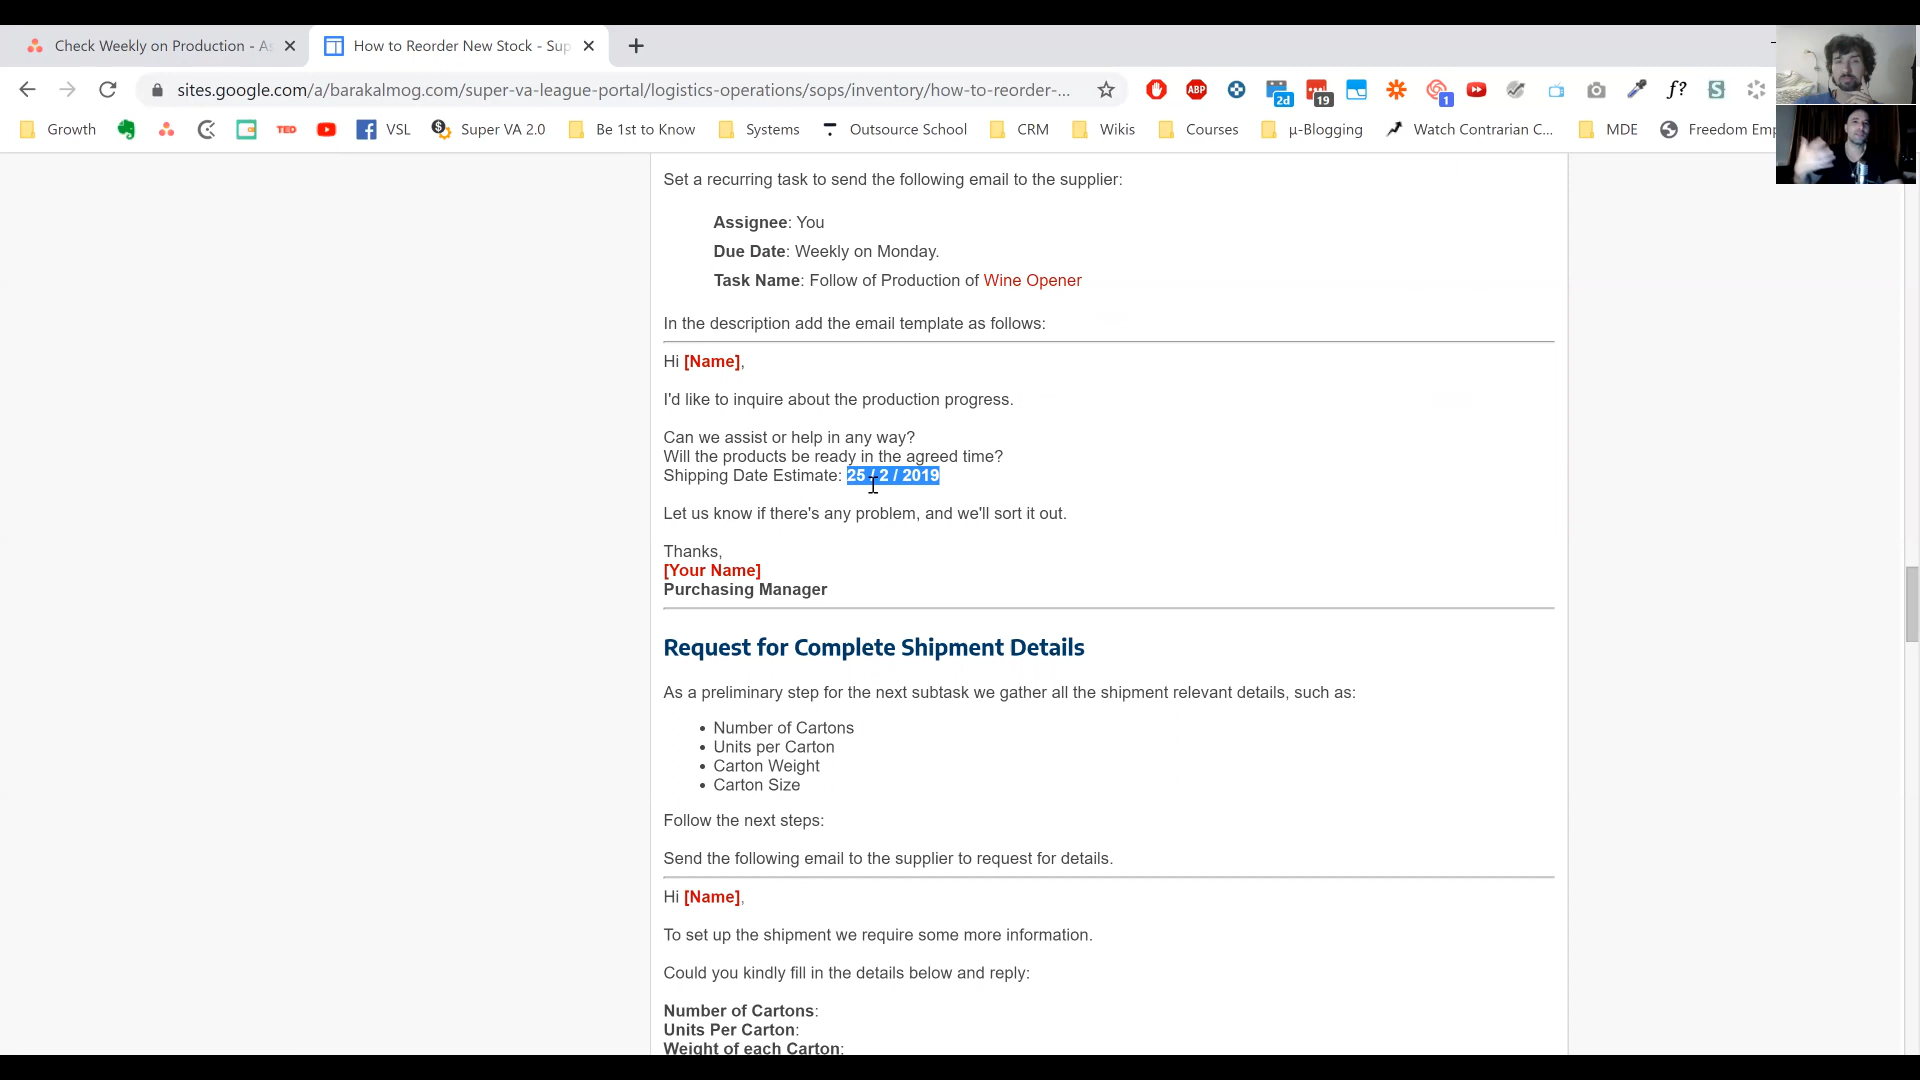 Check Weekly on Production - As
How to Reorder New Stock - Sup
sites.google.com/a/barakalmog.com/super-va-league-portal/logistics-operations/sops/inventory/how-to-reorder-...
ABP
2d
19
1
f?
S
Growth
TED
VSL
Super VA 2.0
Be 1st to Know
Systems
Outsource School
CRM
Wikis
Courses
µ-Blogging
Watch Contrarian C...
MDE
Freedom Emp
Set a recurring task to send the following email to the supplier:
Assignee: You
Due Date: Weekly on Monday.
Task Name: Follow of Production of Wine Opener
In the description add the email template as follows:
Hi [Name],
I'd like to inquire about the production progress.
Can we assist or help in any way?
Will the products be ready in the agreed time?
Shipping Date Estimate: 25 / 2 / 2019
Let us know if there's any problem, and we'll sort it out.
Thanks,
[Your Name]
Purchasing Manager
Request for Complete Shipment Details
As a preliminary step for the next subtask we gather all the shipment relevant details, such as:
• Number of Cartons
• Units per Carton
• Carton Weight
• Carton Size
Follow the next steps:
Send the following email to the supplier to request for details.
Hi [Name],
To set up the shipment we require some more information.
Could you kindly fill in the details below and reply:
Number of Cartons:
Units Per Carton:
Weight of each Carton: